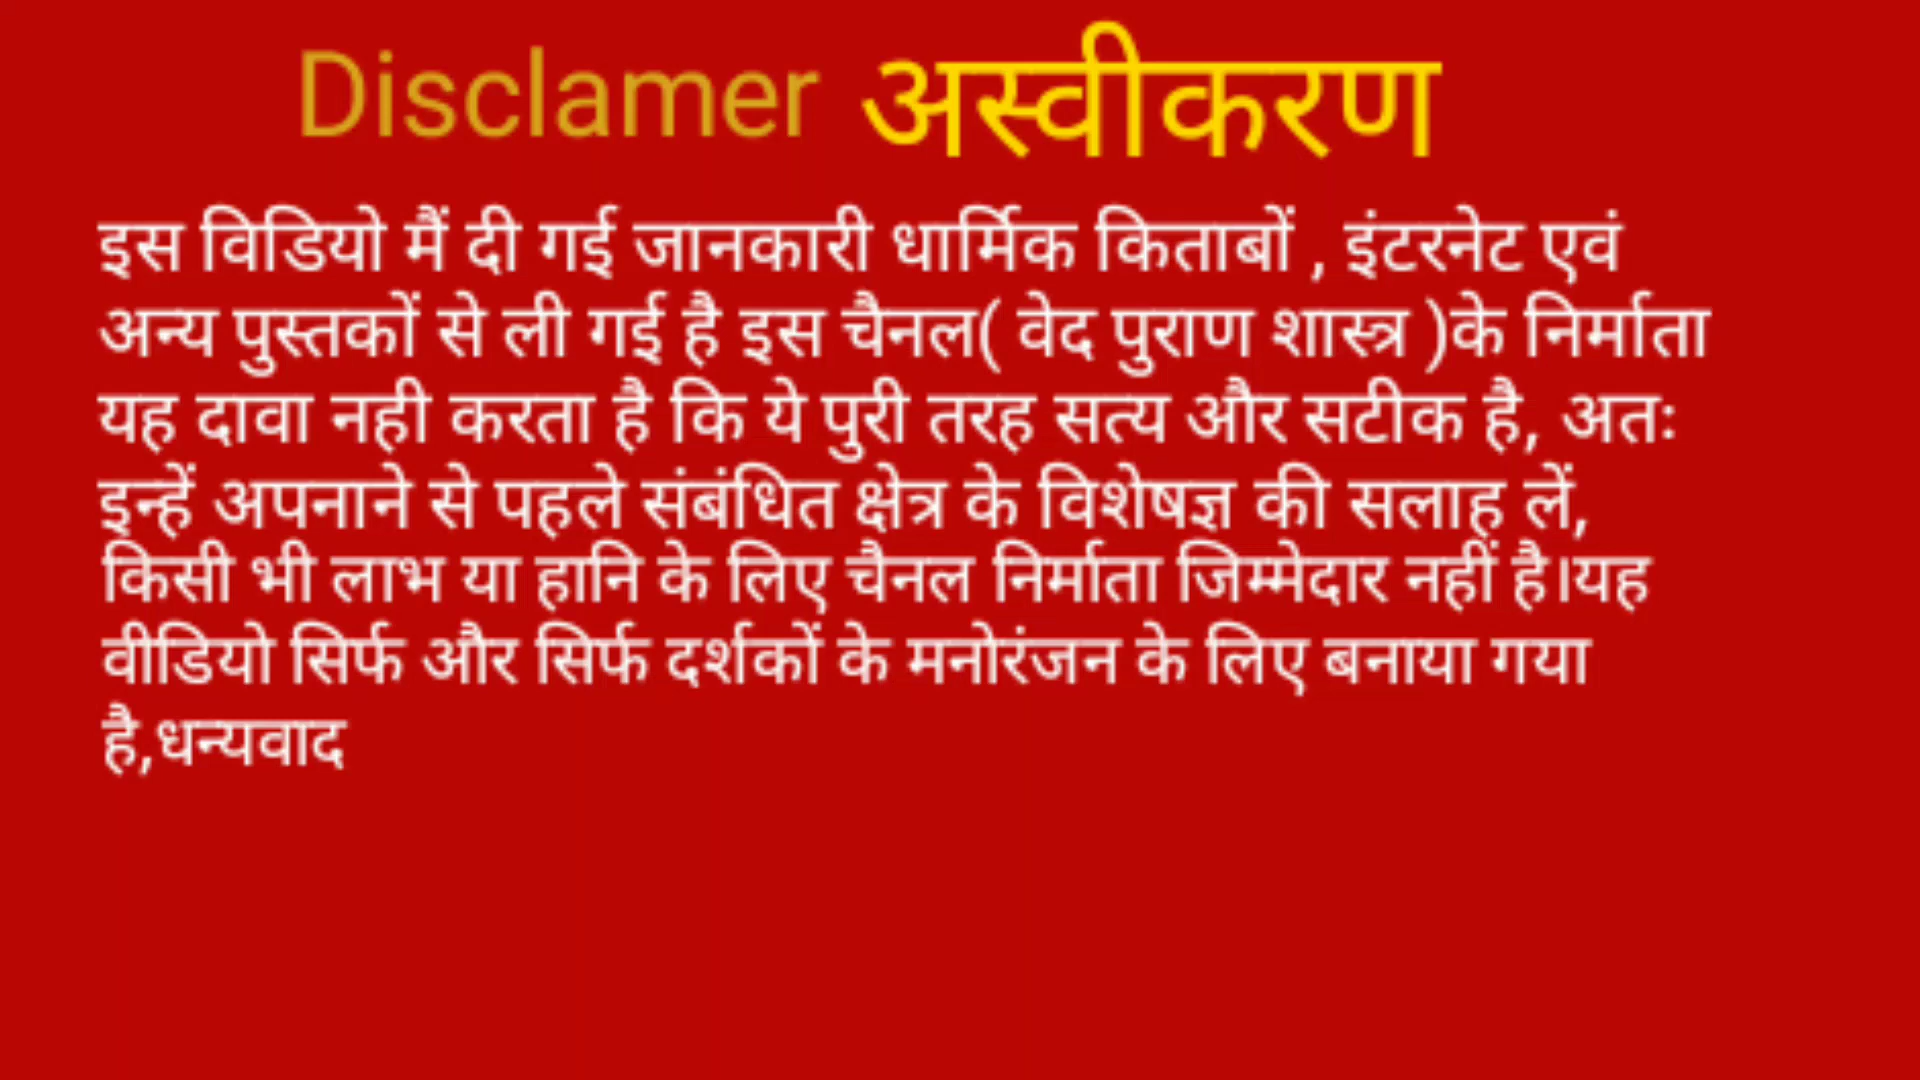 Disclamer अस्वीकरण
इस विडियो मैं दी गई जानकारी धार्मिक किताबों , इंटरनेट एवं
अन्य पुस्तकों से ली गई है इस चैनल( वेद पुराण शास्त्र )के निर्माता
यह दावा नही करता है कि ये पुरी तरह सत्य और सटीक है, अतः
इन्हें अपनाने से पहले संबंधित क्षेत्र के विशेषज्ञ की सलाह लें,
किसी भी लाभ या हानि के लिए चैनल निर्माता जिम्मेदार नहीं है।यह
वीडियो सिर्फ और सिर्फ दर्शकों के मनोरंजन के लिए बनाया गया
है,धन्यवाद